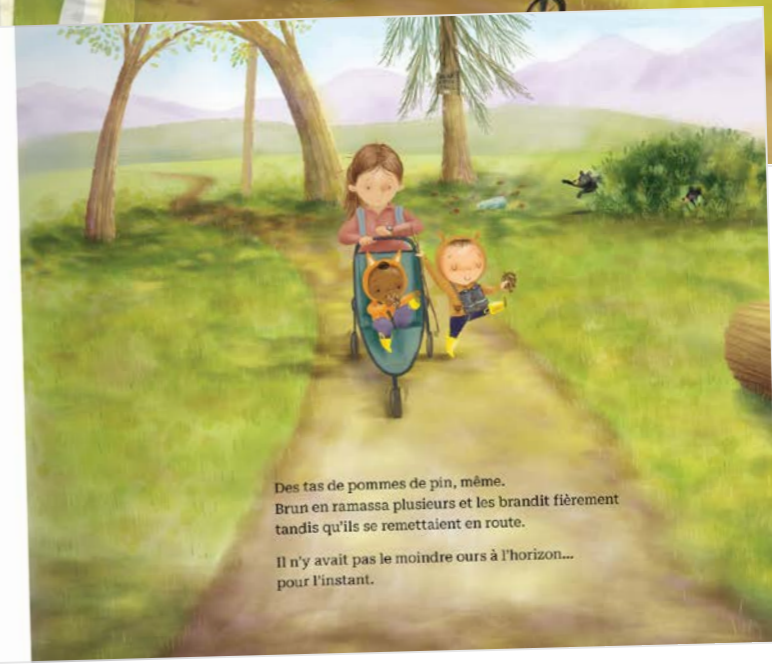 Des tas de pommes de pin, même.
Brun en ramassa plusieurs et les brandit fièrement
tandis qu'ils se remettaient en route.
Il n'y avait pas le moindre ours à l'horizon...
pour l'instant.